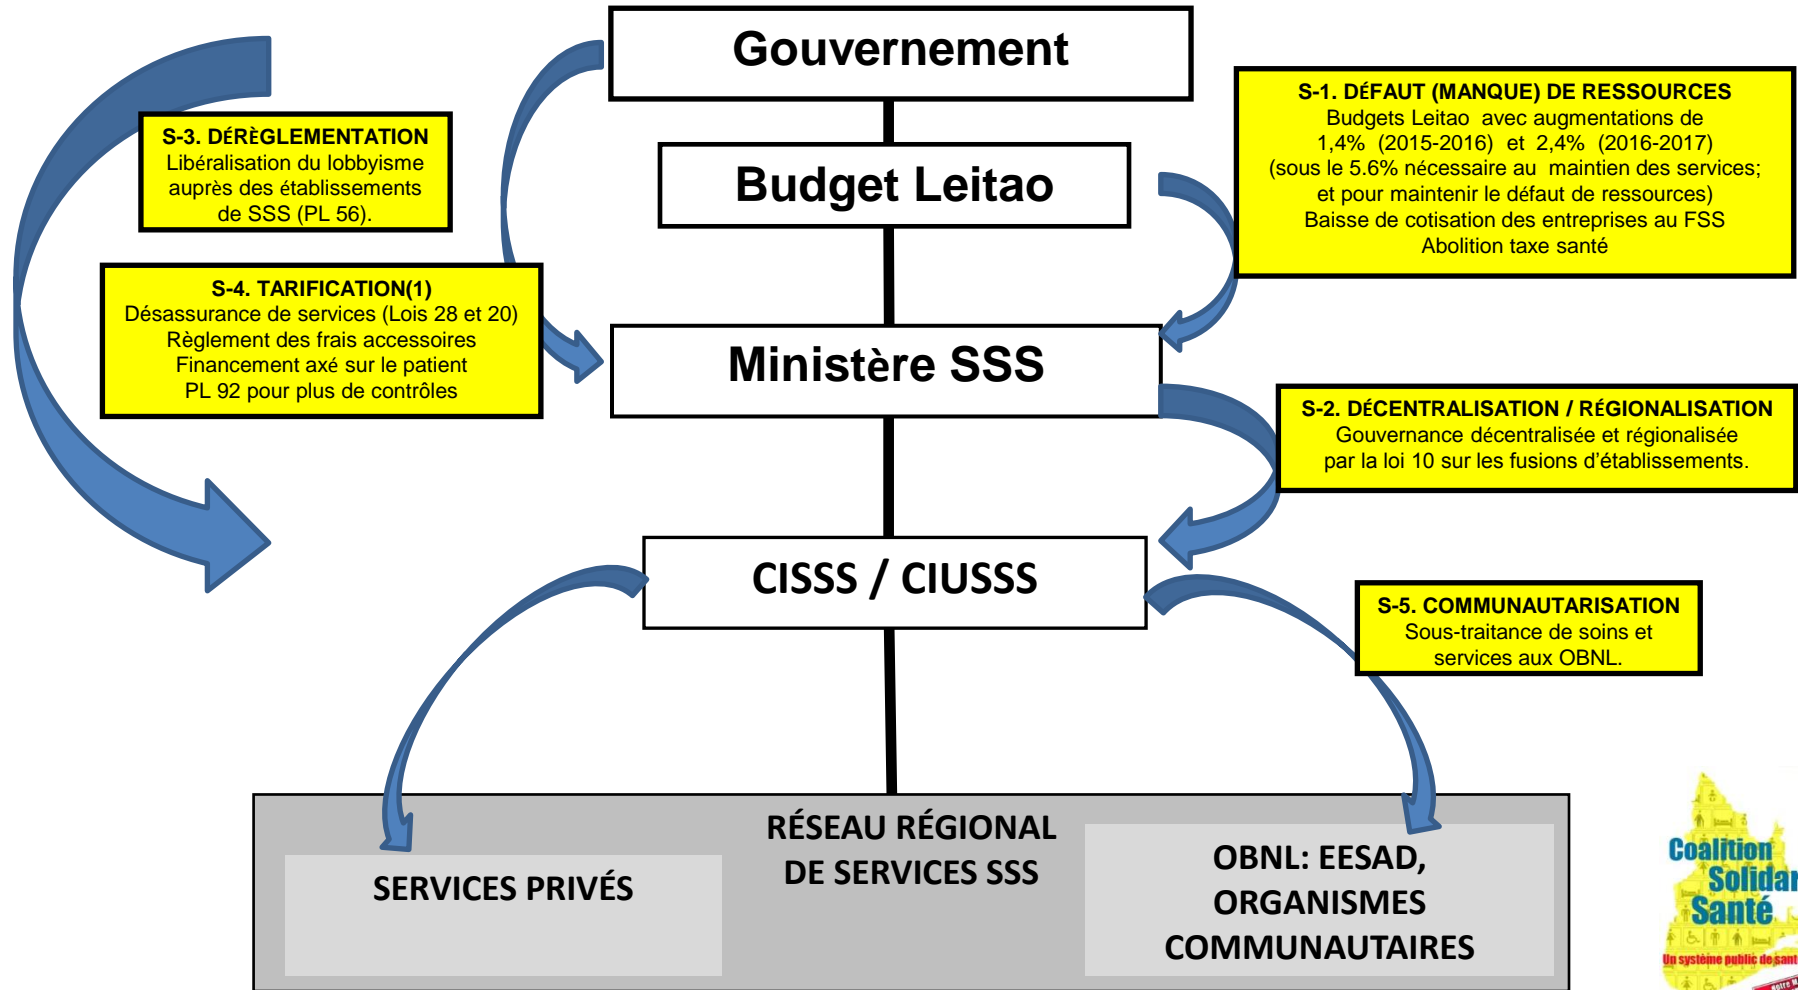 Gouvernement
S-3. DÉRÈGLEMENTATION
Libéralisation du lobbyisme
auprès des établissements
de SSS (PL 56).
S-1. DÉFAUT (MANQUE) DE RESSOURCES
Budgets Leitao avec augmentations de
1,4% (2015-2016) et 2,4% (2016-2017)
(sous le 5.6% nécessaire au maintien des services;
et pour maintenir le défaut de ressources)
Baisse de cotisation des entreprises au FSS
Abolition taxe santé
Budget Leitao
S-4. TARIFICATION(1)
Désassurance de services (Lois 28 et 20)
Règlement des frais accessoires
Financement axé sur le patient
PL 92 pour plus de contrôles
Ministère SSS
S-2. DÉCENTRALISATION / RÉGIONALISATION
Gouvernance décentralisée et régionalisée
par la loi 10 sur les fusions d’établissements.
CISSS / CIUSSS
S-5. COMMUNAUTARISATION
Sous-traitance de soins et
services aux OBNL.
RÉSEAU RÉGIONAL
DE SERVICES SSS
SERVICES PRIVÉS
OBNL: EESAD,
ORGANISMES
COMMUNAUTAIRES
Coalition
Solidar
Santé
Un système public de sant